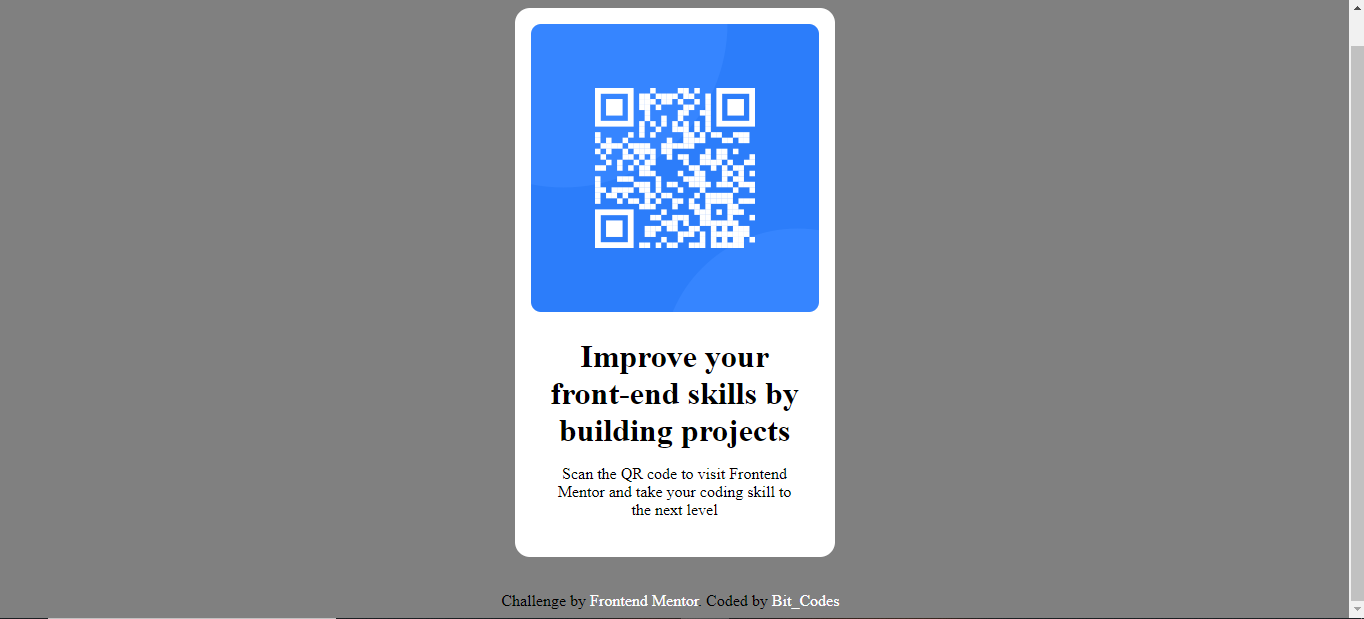 Improve your
front-end skills by
building projects
Scan the QR code to visit Frontend
Mentor and take your coding skill to
the next level
Challenge by Frontend Mentor. Coded by Bit_Codes